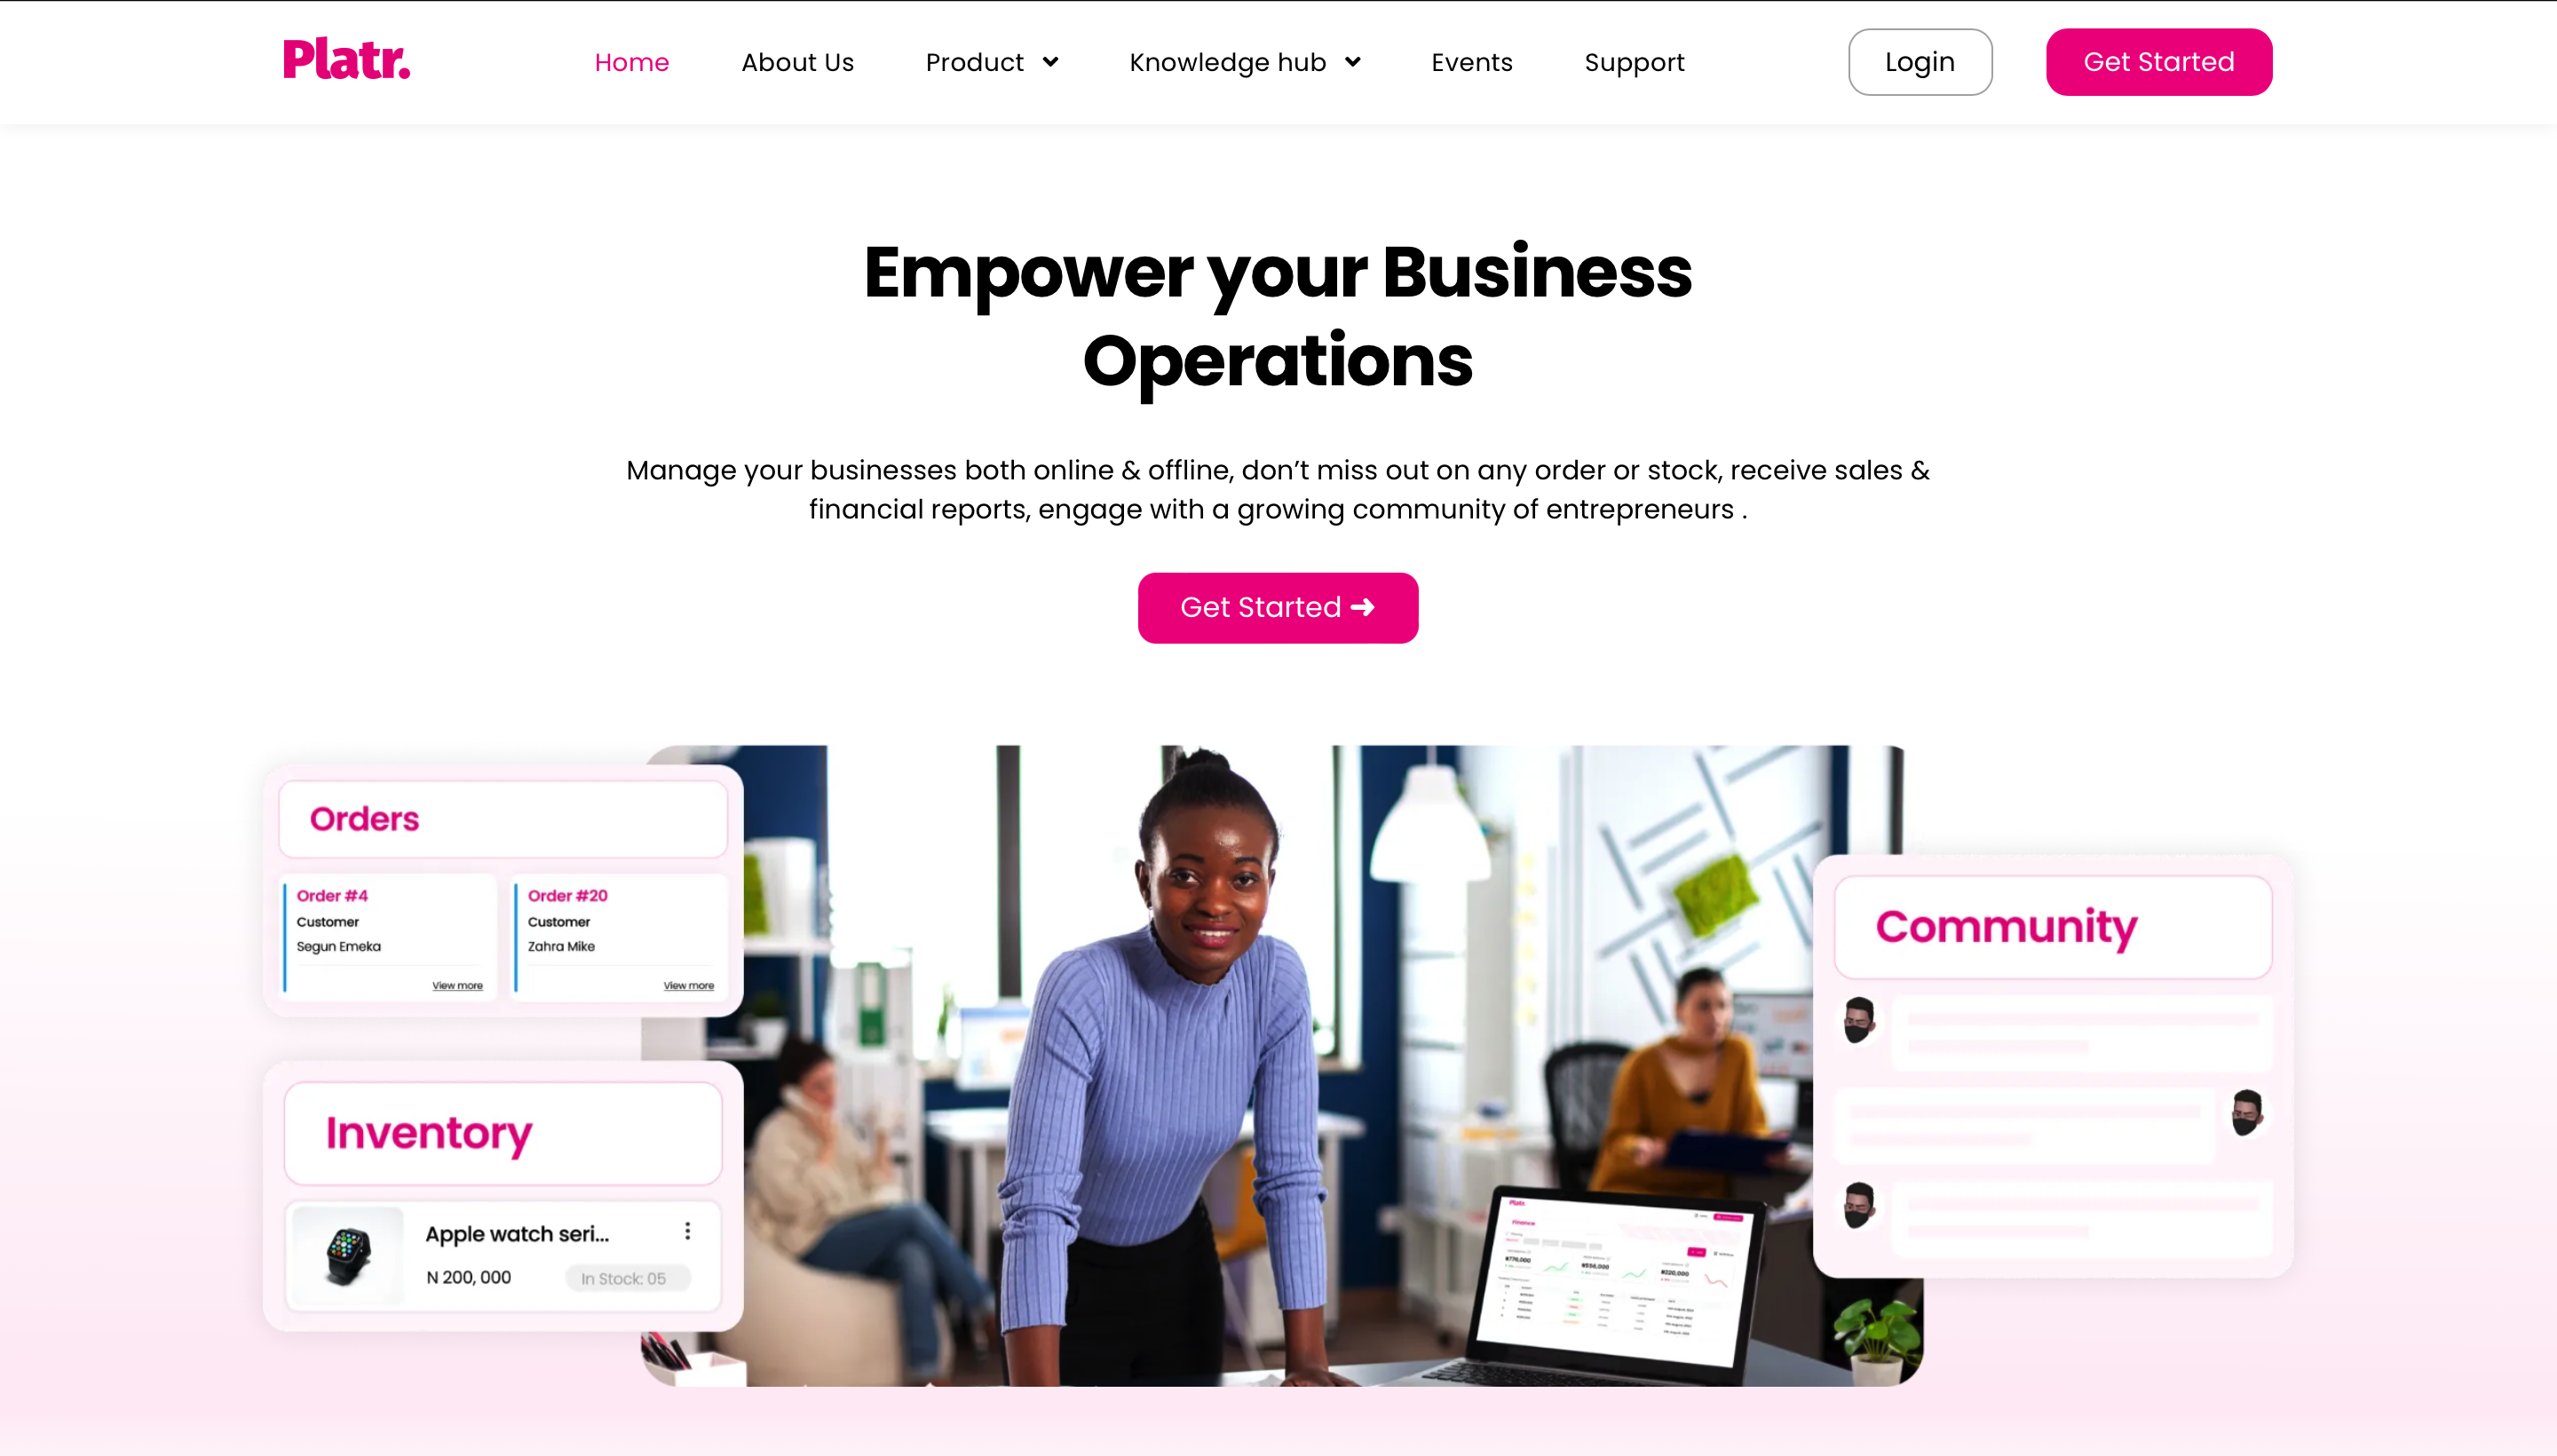 Platr.
Home
About Us
Product
Knowledge hub
Events
Support
Login
Get Started
Empower your Business
Operations
Manage your businesses both online & offline, don’t miss out on any order or stock, receive sales &
financial reports, engage with a growing community of entrepreneurs .
Get Started ➜
Orders
Order #4
Customer
Segun Emeka
View more
Order #20
Customer
Zahra Mike
View more
Inventory
Apple watch seri...
N 200, 000
In Stock: 05
Community
Platr.
Finance